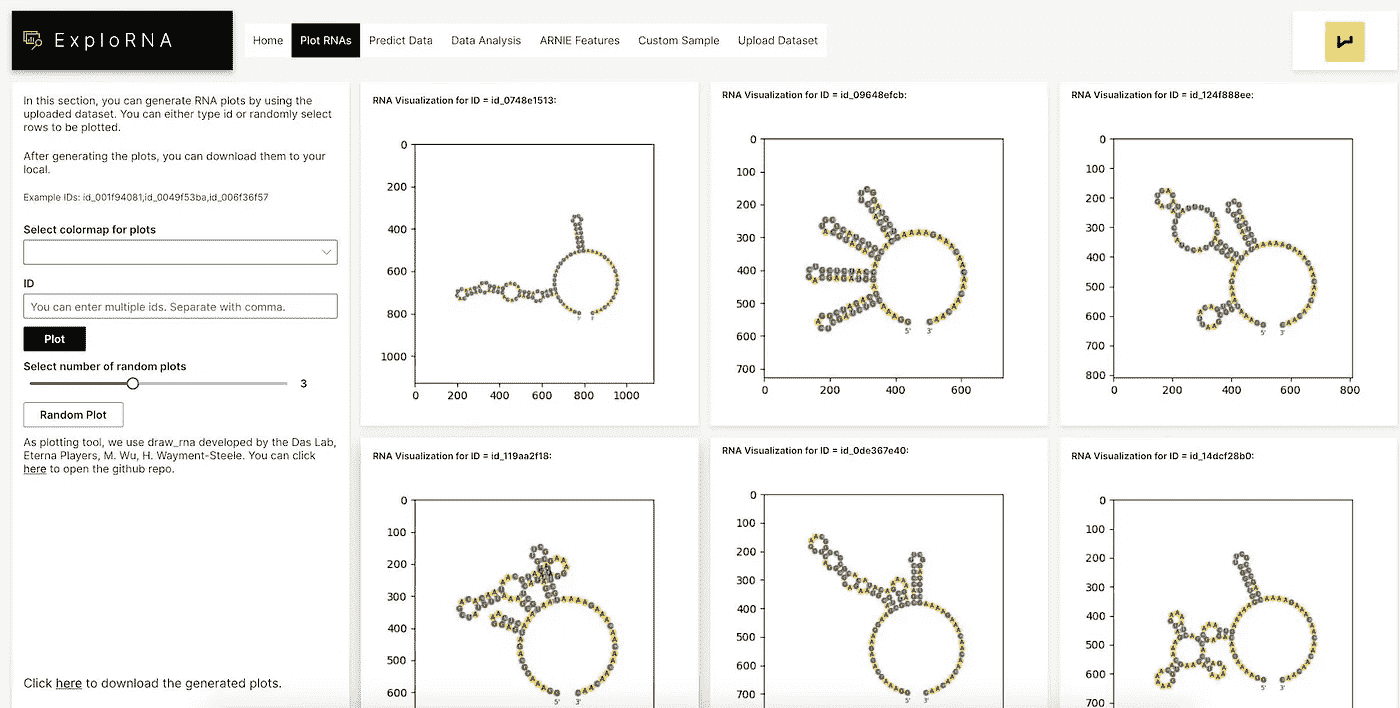 ExploRNA
Home Plot RNAs Predict Data Data Analysis ARNIE Features Custom Sample Upload Dataset
In this section, you can generate RNA plots by using the
uploaded dataset. You can either type id or randomly select
rows to be plotted.
After generating the plots, you can download them to your
local.
Example IDs: id_001f94081,id_0049f53ba,id_006f36f57
Select colormap for plots
ID
You can enter multiple ids. Separate with comma.
Plot
Select number of random plots
3
Random Plot
As plotting tool, we use draw_rna developed by the Das Lab,
Eterna Players, M. Wu, H. Wayment-Steele. You can click
here to open the github repo.
Click here to download the generated plots.
RNA Visualization for ID = id_0748e1513:
0
200
400
600
800
1000
0 200 400 600 800 1000
RNA Visualization for ID = id_09648efcb:
0
100
200
300
400
500
600
700
5' 3'
0 200 400 600
RNA Visualization for ID = id_124f888ee:
0
100
200
300
400
500
600
700
800
5' 3'
0 200 400 600 800
RNA Visualization for ID = id_119aa2f18:
0
100
200
300
400
500
600
5' 3'
RNA Visualization for ID = id_0de367e40:
0
100
200
300
400
500
600
700
5' 3'
RNA Visualization for ID = id_14dcf28b0:
0
100
200
300
400
500
600
700
5' 3'